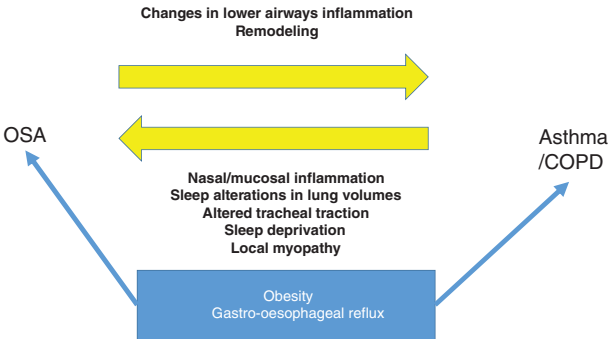 Changes in lower airways inflammation
Remodeling
OSA
Asthma
/COPD
Nasal/mucosal inflammation
Sleep alterations in lung volumes
Altered tracheal traction
Sleep deprivation
Local myopathy
Obesity
Gastro-oesophageal reflux